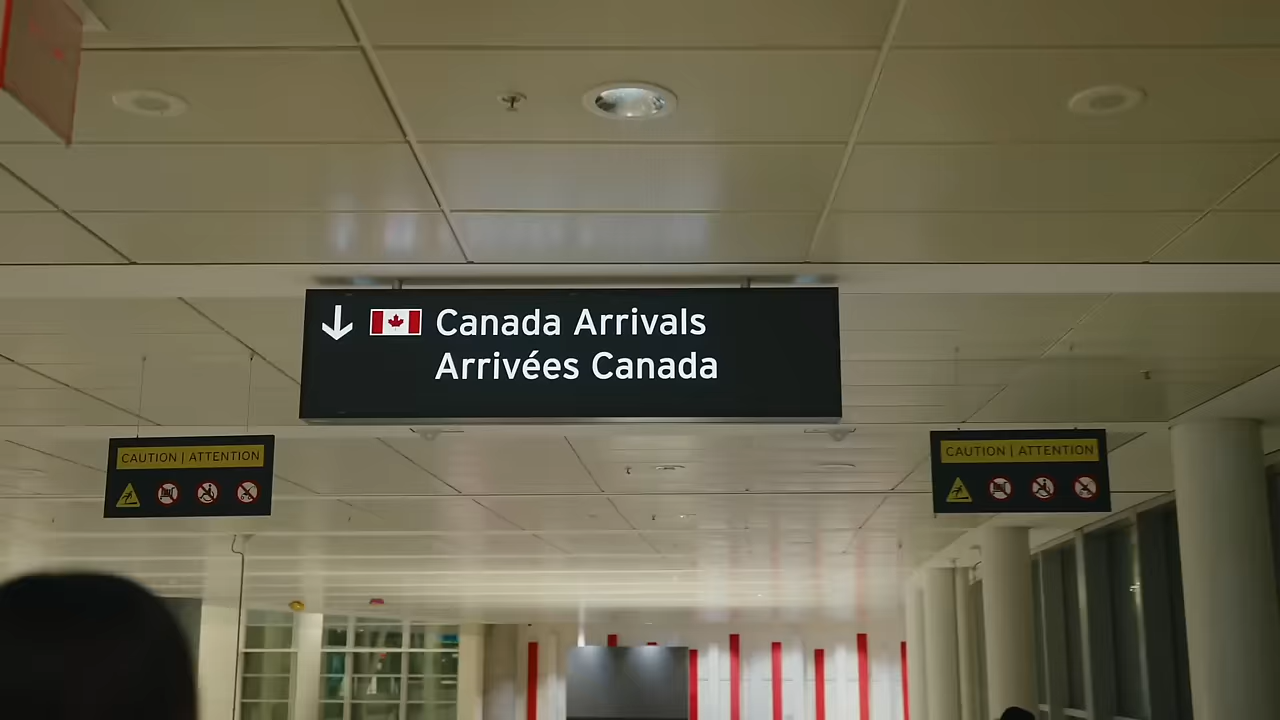 Canada Arrivals
Arrivées Canada
CAUTION | ATTENTION
CAUTION | ATTENTION